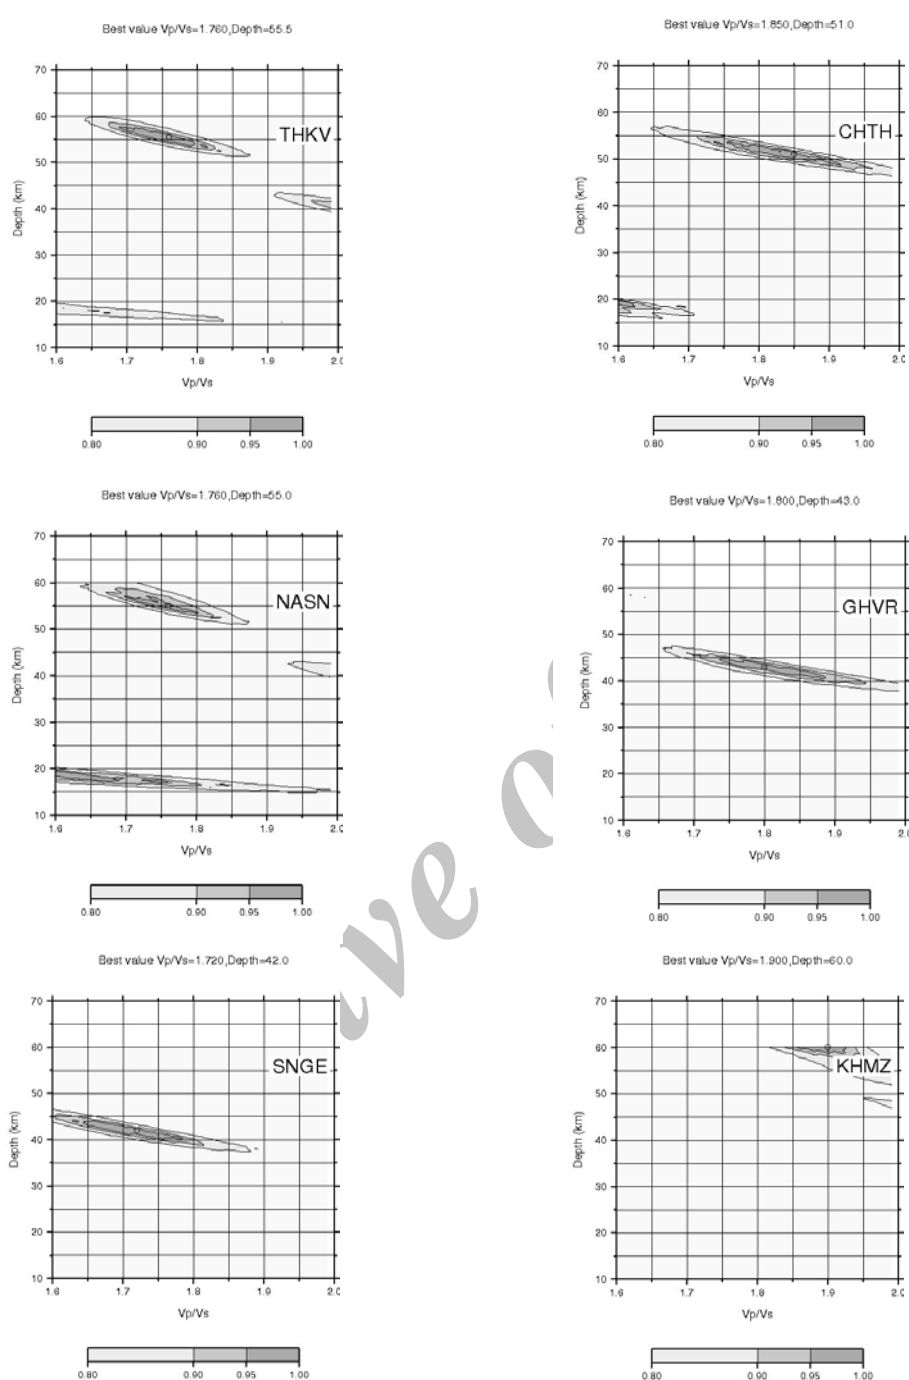 Best value Vp/Vs=1.760,Depth=55.5
70
60
50
40
30
20
10
Depth (km)
THKV
1.6 1.7 1.8 1.9 2.0
Vp/Vs
0.80 0.90 0.95 1.00
Best value Vp/Vs=1.850,Depth=51.0
70
60
50
40
30
20
10
Depth (km)
CHTH
1.6 1.7 1.8 1.9 2.0
Vp/Vs
0.80 0.90 0.95 1.00
Best value Vp/Vs=1.760,Depth=55.0
70
60
50
40
30
20
10
Depth (km)
NASN
1.6 1.7 1.8 1.9 2.0
Vp/Vs
0.80 0.90 0.95 1.00
Best value Vp/Vs=1.800,Depth=43.0
70
60
50
40
30
20
10
Depth (km)
GHVR
1.6 1.7 1.8 1.9 2.0
Vp/Vs
0.80 0.90 0.95 1.00
Best value Vp/Vs=1.720,Depth=42.0
70
60
50
40
30
20
10
Depth (km)
SNGE
1.6 1.7 1.8 1.9 2.0
Vp/Vs
0.80 0.90 0.95 1.00
Best value Vp/Vs=1.900,Depth=60.0
70
60
50
40
30
20
10
Depth (km)
KHMZ
1.6 1.7 1.8 1.9 2.0
Vp/Vs
0.80 0.90 0.95 1.00